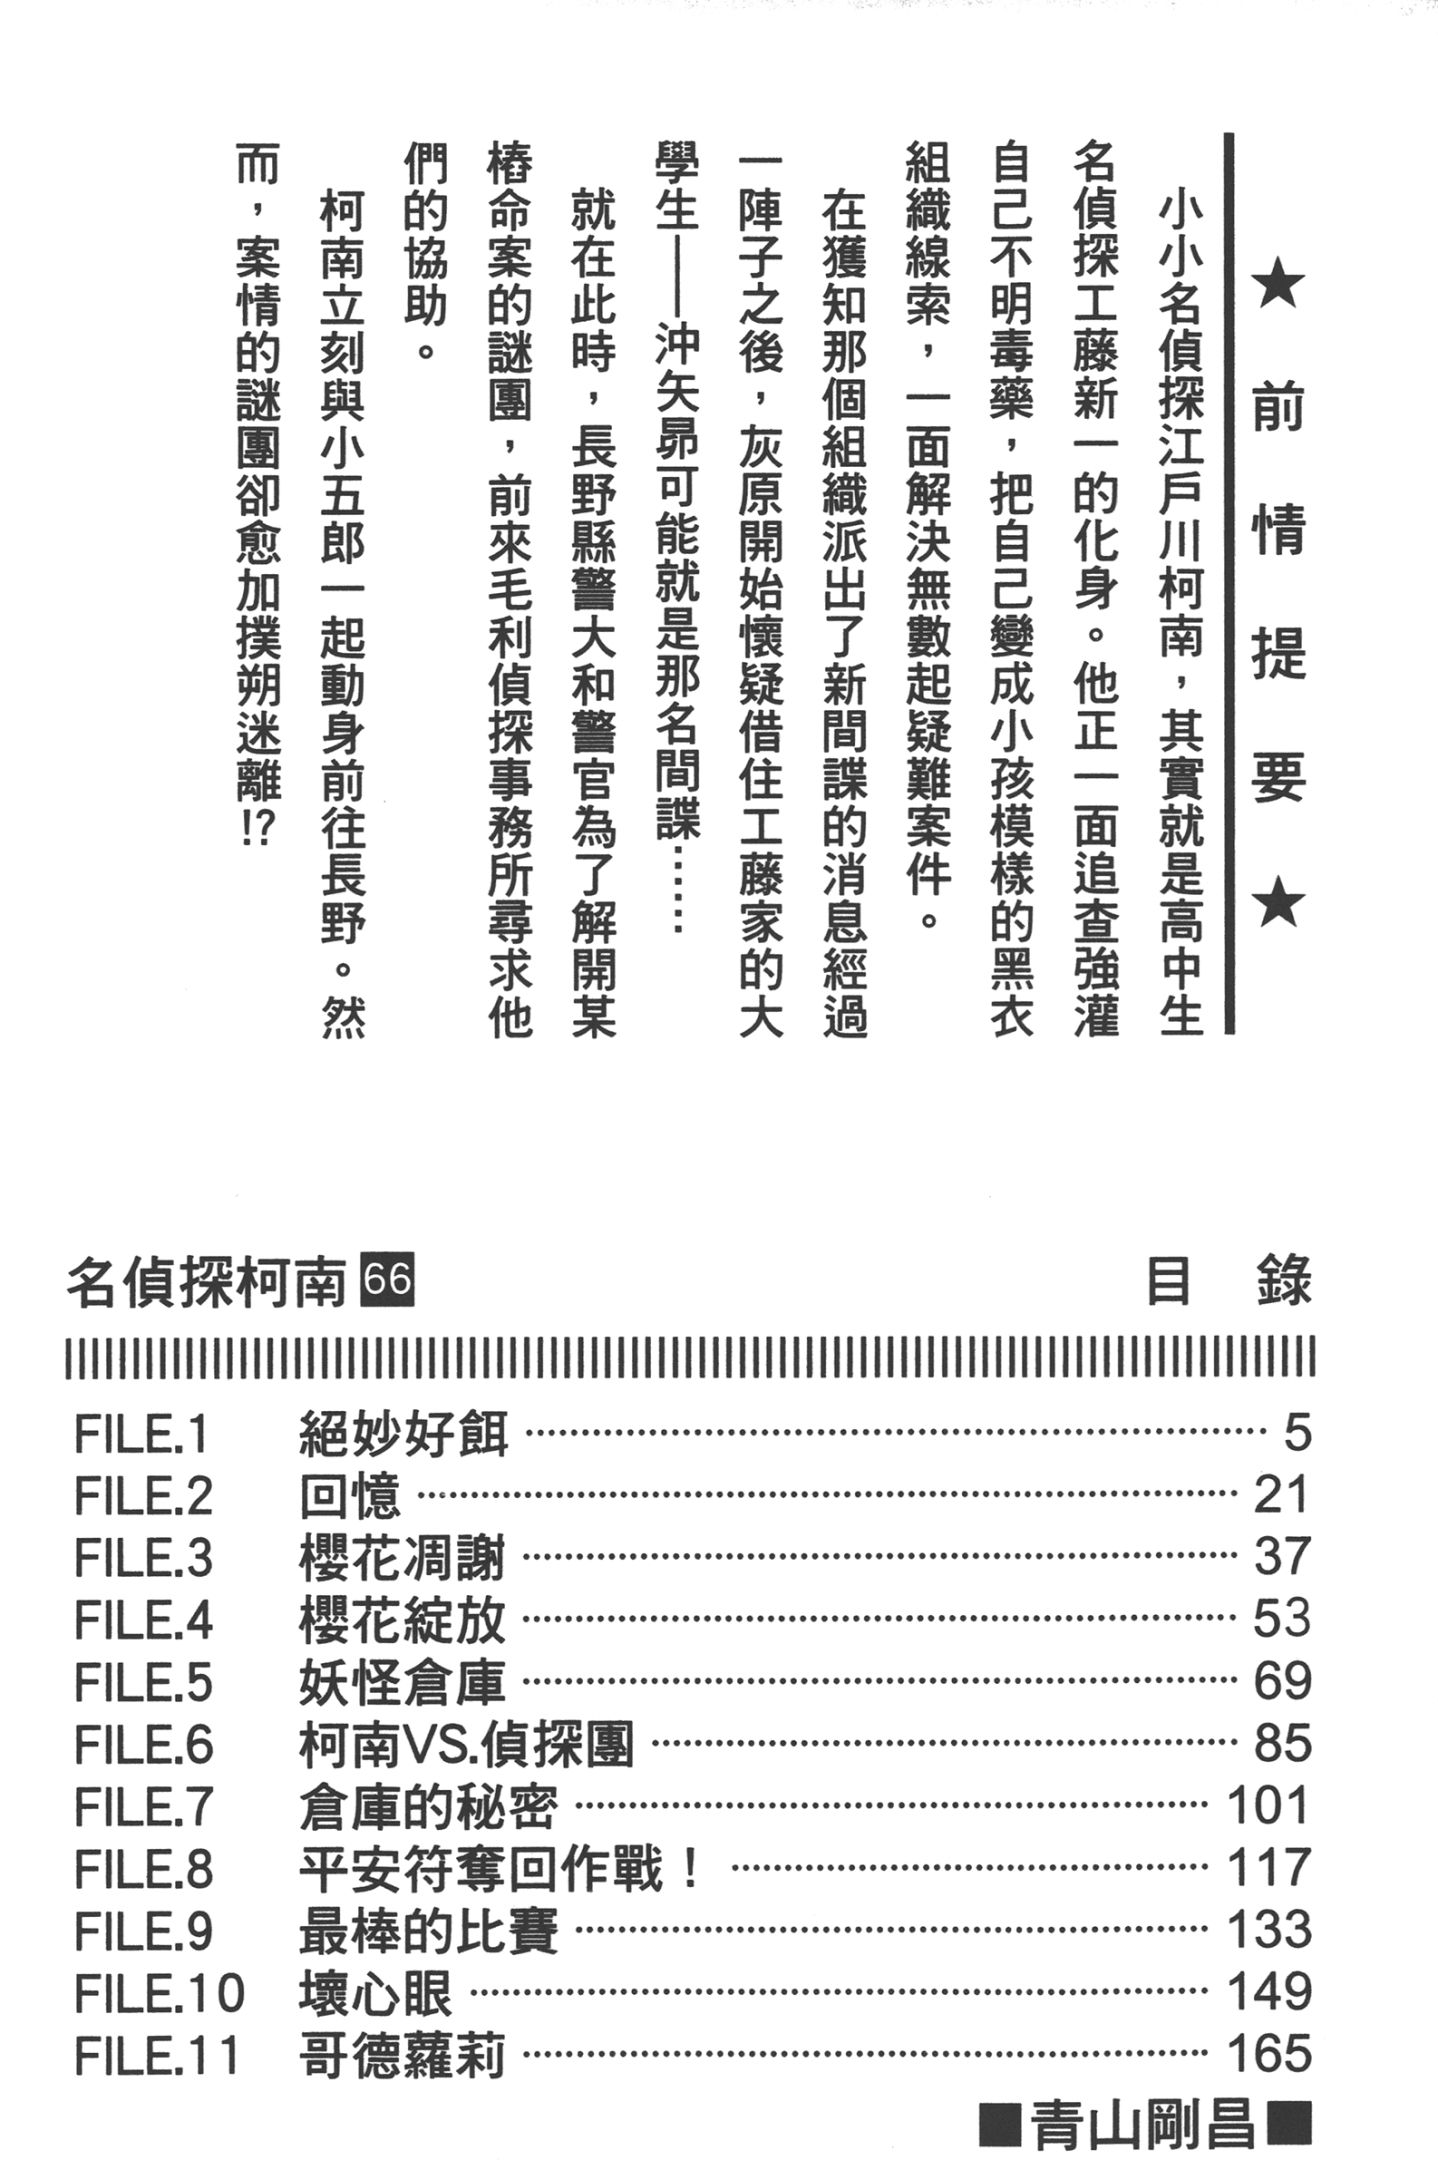 ★前情提要★
小小名偵探江戶川柯南，其實就是高中生
名偵探工藤新一的化身。他正一面追查強灌
自己不明毒藥，把自己變成小孩模樣的黑衣
組織線索，一面解決無數起疑難案件。
在獲知那個組織派出了新間諜的消息經過
一陣子之後，灰原開始懷疑借住工藤家的大
學生——沖矢昴可能就是那名間諜……
就在此時，長野縣警大和警官為了解開某
樁命案的謎團，前來毛利偵探事務所尋求他
們的協助。
柯南立刻與小五郎一起動身前往長野。然
而，案情的謎團卻愈加撲朔迷離!?
名偵探柯南66 目 錄
FILE.1 絕妙好餌 5
FILE.2 回憶 21
FILE.3 櫻花凋謝 37
FILE.4 櫻花綻放 53
FILE.5 妖怪倉庫 69
FILE.6 柯南VS.偵探團 85
FILE.7 倉庫的秘密 101
FILE.8 平安符奪回作戰！ 117
FILE.9 最棒的比賽 133
FILE.10 壞心眼 149
FILE.11 哥德蘿莉 165
■青山剛昌■